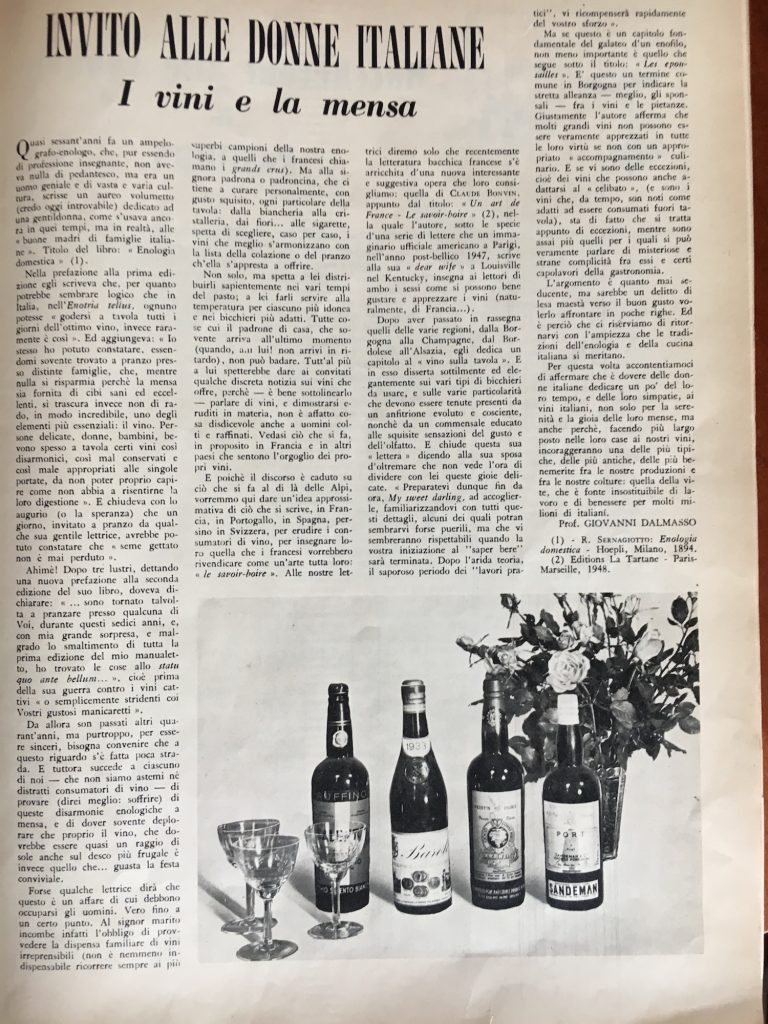 INVITO ALLE DONNE ITALIANE
I vini e la mensa
Quasi sessant'anni fa un ampelo-
grafo-enologo, che, pur essendo
di professione insegnante, non ave-
va nulla di pedantesco, ma era un
uomo geniale e di vasta e varia cul-
tura, scrisse un aureo volumetto
(credo oggi introvabile) dedicato ad
una gentildonna, come s'usava anco-
ra in quei tempi, ma in realtà, alle
« buone madri di famiglie italia-
ne ». Titolo del libro: « Enologia
domestica » (1).
Nella prefazione alla prima edi-
zione egli scriveva che, per quanto
potrebbe sembrare logico che in
Italia, nell'Enotria tellus, ognuno
potesse « godersi a tavola tutti i
giorni dell'ottimo vino, invece rara-
mente è così ». Ed aggiungeva: « Io
stesso ho potuto constatare, essen-
domi sovente trovato a pranzo pres-
so distinte famiglie, che, mentre
nulla si risparmia perchè la mensa
sia fornita di cibi sani ed eccel-
lenti, si trascura invece non di ra-
do, in modo incredibile, uno degli
elementi più essenziali: il vino. Per-
sone delicate, donne, bambini, be-
vono spesso a tavola certi vini così
disarmonici, così mal conservati e
così male appropriati alle singole
portate, da non poter proprio capi-
re come non abbia a risentirne la
loro digestione ». E chiudeva con lo
augurio (o la speranza) che un
giorno, invitato a pranzo da qual-
che sua gentile lettrice, avrebbe po-
tuto constatare che « seme gettato
non è mai perduto ».
Ahimè! Dopo tre lustri, dettando
una nuova prefazione alla seconda
edizione del suo libro, doveva di-
chiarare: « ... sono tornato talvol-
ta a pranzare presso qualcuna di
Voi, durante questi sedici anni, e,
con mia grande sorpresa, e mal-
grado lo smaltimento di tutta la
prima edizione del mio manualet-
to, ho trovato le cose allo statu
quo ante bellum... », cioè prima
della sua guerra contro i vini cat-
tivi « o semplicemente stridenti coi
Vostri gustosi manicaretti ».
Da allora son passati altri qua-
rant'anni, ma purtroppo, per esse-
re sinceri, bisogna convenire che a
questo riguardo s'è fatta poca stra-
da. E tuttora succede a ciascuno
di noi — che non siamo astemi nè
distratti consumatori di vino — di
provare (direi meglio: soffrire) di
queste disarmonie enologiche a
mensa, e di dover sovente deplo-
rare che proprio il vino, che do-
vrebbe essere quasi un raggio di
sole anche sul desco più frugale è
invece quello che... guasta la festa
conviviale.
Forse qualche lettrice dirà che
questo è un affare di cui debbono
occuparsi gli uomini. Vero fino a
un certo punto. Al signor marito
incombe infatti l'obbligo di prov-
vedere la dispensa familiare di vini
irreprensibili (non è nemmeno in-
dispensabile ricorrere sempre ai più
superbi campioni della nostra eno-
logia, a quelli che i francesi chia-
mano i grands crus). Ma alla si-
gnora padrona o padroncina, che ci
tiene a curare personalmente, con
gusto squisito, ogni particolare della
tavola: dalla biancheria alla cri-
stalleria, dai fiori... alle sigarette,
spetta di scegliere, caso per caso, i
vini che meglio s'armonizzano con
la lista della colazione o del pranzo
ch'ella s'appresta a offrire.
Non solo, ma spetta a lei distri-
buirli sapientemente nei vari tempi
del pasto; a lei farli servire alla
temperatura per ciascuno più idonea
e nei bicchieri più adatti. Tutte co-
se cui il padrone di casa, che so-
vente arriva all'ultimo momento
(quando, lui! non arrivi in ri-
tardo), non può badare. Tutt'al più
a lui spetterebbe dare ai convitati
qualche discreta notizia sui vini che
offre, perchè — è bene sottolinearlo
— parlare di vini, e dimostrarsi e-
ruditi in materia, non è affatto co-
sa disdicevole anche a uomini col-
ti e raffinati. Vedasi ciò che si fa,
in proposito in Francia e in altri
paesi che sentono l'orgoglio dei pro-
pri vini.
E poichè il discorso è caduto su
ciò che si fa al di là delle Alpi,
vorremmo qui dare un'idea approssi-
mativa di ciò che si scrive, in Fran-
cia, in Portogallo, in Spagna, per-
sino in Svizzera, per erudire i con-
sumatori di vino, per insegnare lo-
ro quella che i francesi vorrebbero
rivendicare come un'arte tutta loro:
« le savoir-boire ». Alle nostre let-
trici diremo solo che recentemente
la letteratura bacchica francese s'è
arricchita d'una nuova interessante
e suggestiva opera che loro consi-
gliamo: quella di CLAUDE BONVIN,
appunto dal titolo: « Un art de
France - Le savoir-boire » (2), nel-
la quale l'autore, sotto le specie
d'una serie di lettere che un im-
maginario ufficiale americano a Parigi,
nell'anno post-bellico 1947, scrive
alla sua « dear wife » a Louisville
nel Kentucky, insegna ai lettori di
ambo i sessi come si possono bene
gustare e apprezzare i vini (natu-
ralmente, di Francia...).
Dopo aver passato in rassegna
quelli delle varie regioni, dalla Bor-
gogna alla Champagne, dal Bor-
dolese all'Alsazia, egli dedica un
capitolo al « vino sulla tavola ». E
in esso disserta sottilmente ed ele-
gantemente sui vari tipi di bicchieri
da usare, e sulle varie particolarità
che devono essere tenute presenti da
un anfitrione evoluto e cosciente,
nonchè da un commensale educato
alle squisite sensazioni del gusto e
dell'olfatto. E chiude questa sua
« lettera » dicendo alla sua sposa
d'oltremare che non vede l'ora di
dividere con lei queste gioie deli-
cate. « Preparatevi dunque fin da
ora, My sweet darling, ad accoglier-
le, familiarizzandovi con tutti que-
sti dettagli, alcuni dei quali potran
sembrarvi forse puerili, ma che vi
sembreranno rispettabili quando la
vostra iniziazione al "saper bere"
sarà terminata. Dopo l'arida teoria,
il saporoso periodo dei "lavori pra-
tici", vi ricompenserà rapidamente
del vostro sforzo ».
Ma se questo è un capitolo fon-
damentale del galateo d'un enofilo,
non meno importante è quello che
segue sotto il titolo: « Les epou-
sailles ». E' questo un termine co-
mune in Borgogna per indicare la
stretta alleanza — meglio, gli spon-
sali — fra i vini e le pietanze.
Giustamente l'autore afferma che
molti grandi vini non possono es-
sere veramente apprezzati in tutte
le loro virtù se non con un appro-
priato « accompagnamento » culi-
nario. E se vi sono delle eccezioni,
cioè dei vini che possono anche a-
dattarsi al « celibato », (e sono i
vini che, da tempo, son noti come
adatti ad essere consumati fuori ta-
vola), sta di fatto che si tratta
appunto di eccezioni, mentre sono
assai più quelli per i quali si può
veramente parlare di misteriose e
strane complicità fra essi e certi
capolavori della gastronomia.
L'argomento è quanto mai se-
ducente, ma sarebbe un delitto di
lesa maestà verso il buon gusto vo-
lerlo affrontare in poche righe. Ed
è perciò che ci riserviamo di ritor-
narvi con l'ampiezza che le tradi-
zioni dell'enologia e della cucina
italiana si meritano.
Per questa volta accontentiamoci
di affermare che è dovere delle don-
ne italiane dedicare un po' del lo-
ro tempo, e delle loro simpatie, ai
vini italiani, non solo per la sere-
nità e la gioia delle loro mense, ma
anche perchè, facendo più largo
posto nelle loro case ai nostri vini,
incoraggeranno una delle più tipi-
che, delle più antiche, delle più be-
nemerite fra le nostre produzioni e
fra le nostre colture: quella della vi-
te, che è fonte insostituibile di la-
voro e di benessere per molti mi-
lioni di italiani.
Prof. GIOVANNI DALMASSO
(1) - R. SERNAGIOTTO: Enologia
domestica - Hoepli, Milano, 1894.
(2) Editions La Tartane - Paris-
Marseille, 1948.
RUFFINO
1933
Barolo
PORT
SANDEMAN